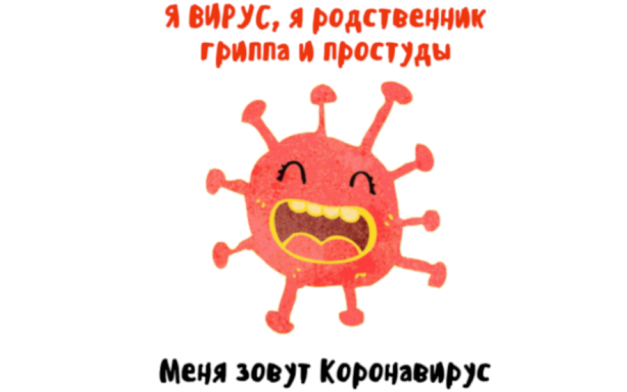 Я ВИРУС, я родственник
гриппа и простуды
Меня зовут Коронавирус